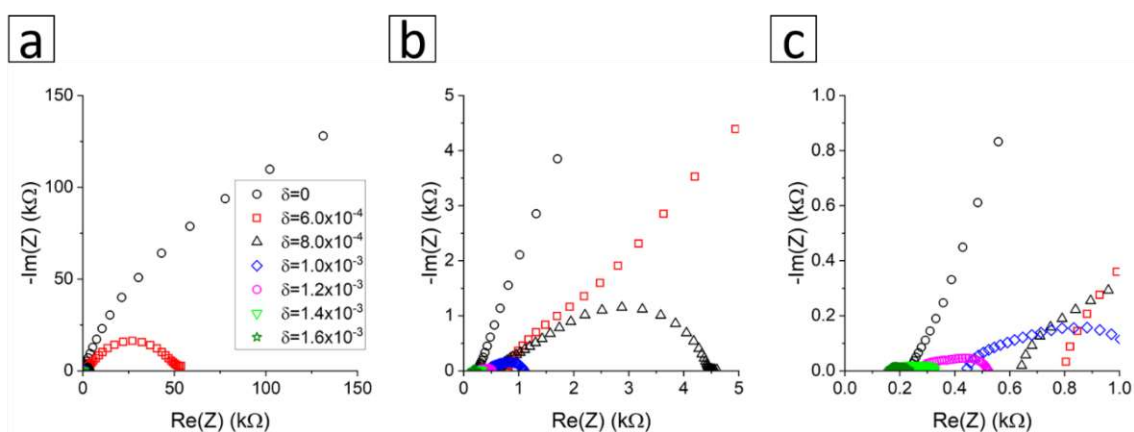 a
b
c
150
100
50
0
0 50 100 150
-Im(Z) (kΩ)
Re(Z) (kΩ)
δ=0
δ=6.0x10⁻⁴
δ=8.0x10⁻⁴
δ=1.0x10⁻³
δ=1.2x10⁻³
δ=1.4x10⁻³
δ=1.6x10⁻³
5
4
3
2
1
0
0 1 2 3 4 5
-Im(Z) (kΩ)
Re(Z) (kΩ)
1.0
0.8
0.6
0.4
0.2
0.0
0.0 0.2 0.4 0.6 0.8 1.0
-Im(Z) (kΩ)
Re(Z) (kΩ)